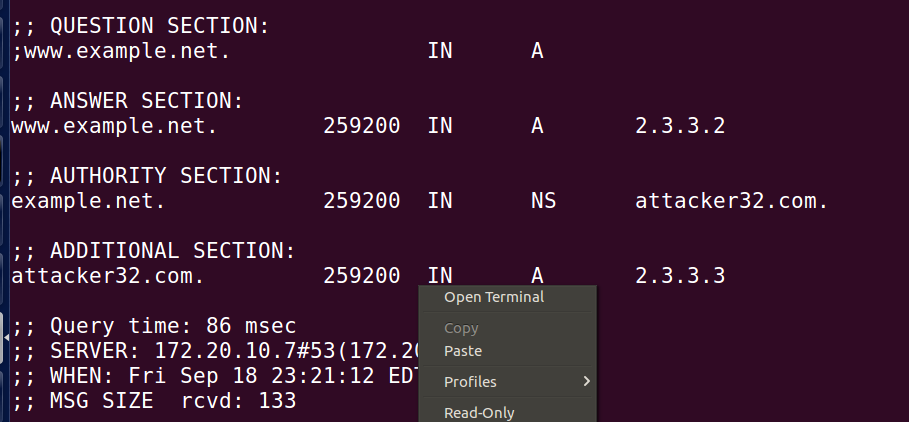 ;; QUESTION SECTION:
;www.example.net. IN A
;; ANSWER SECTION:
www.example.net. 259200 IN A 2.3.3.2
;; AUTHORITY SECTION:
example.net. 259200 IN NS attacker32.com.
;; ADDITIONAL SECTION:
attacker32.com. 259200 IN A 2.3.3.3
;; Query time: 86 msec
;; SERVER: 172.20.10.7#53(172.20
;; WHEN: Fri Sep 18 23:21:12 EDT
;; MSG SIZE rcvd: 133
Open Terminal
Copy
Paste
Profiles
Read-Only